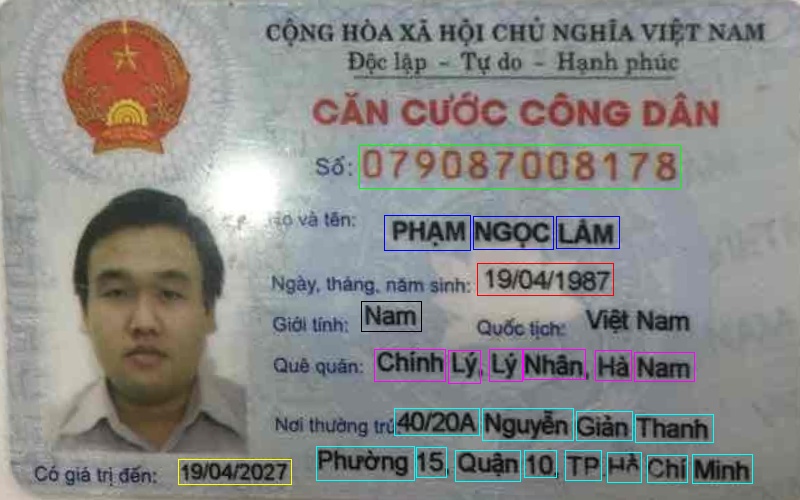 CỘNG HÒA XÃ HỘI CHỦ NGHĨA VIỆT NAM
Độc lập - Tự do - Hạnh phúc
CĂN CƯỚC CÔNG DÂN
Số: 079087008178
và tên: PHẠM NGỌC LÂM
Ngày, tháng, năm sinh: 19/04/1987
Giới tính: Nam Quốc tịch: Việt Nam
Quê quán: Chính Lý, Lý Nhân, Hà Nam
Nơi thường trú: 40/20A Nguyễn Giản Thanh
Phường 15, Quận 10, TP Hồ Chí Minh
Có giá trị đến: 19/04/2027